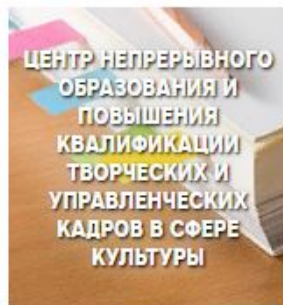 ЦЕНТР НЕПРЕРЫВНОГО
ОБРАЗОВАНИЯ И
ПОВЫШЕНИЯ
КВАЛИФИКАЦИИ
ТВОРЧЕСКИХ И
УПРАВЛЕНЧЕСКИХ
КАДРОВ В СФЕРЕ
КУЛЬТУРЫ